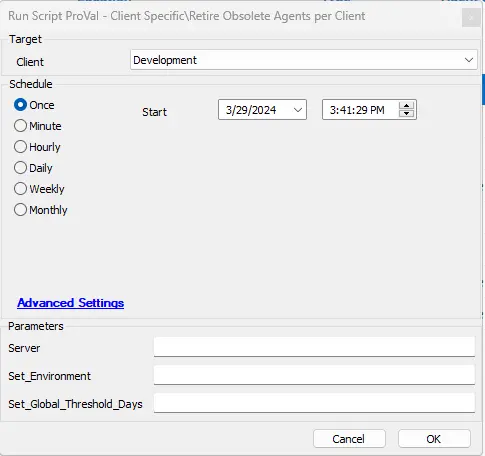 Run Script ProVal - Client Specific\Retire Obsolete Agents per Client
Target
Client Development
Schedule
Once
Start 3/29/2024 3:41:29 PM
Minute
Hourly
Daily
Weekly
Monthly
Advanced Settings
Parameters
Server
Set_Environment
Set_Global_Threshold_Days
Cancel OK